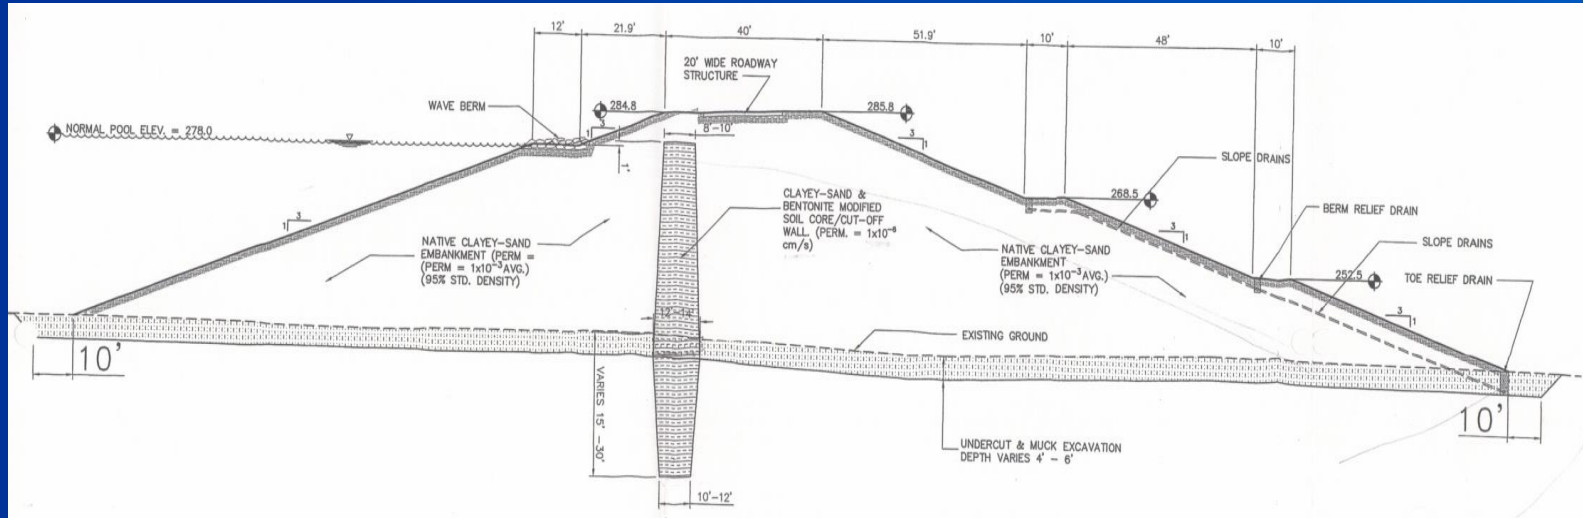 12'
21.9'
40'
51.9'
10'
48'
10'
20' WIDE ROADWAY
STRUCTURE
WAVE BERM
284.8
285.8
NORMAL POOL ELEV. = 278.0
8'-10'
1
3
3
1
1'
SLOPE DRAINS
268.5
CLAYEY-SAND &
BENTONITE MODIFIED
SOIL CORE/CUT-OFF
WALL. (PERM. = 1x10⁻⁶
cm/s)
BERM RELIEF DRAIN
3
1
3
1
NATIVE CLAYEY-SAND
EMBANKMENT (PERM =
(PERM = 1x10⁻³ AVG.)
(95% STD. DENSITY)
NATIVE CLAYEY-SAND
EMBANKMENT
(PERM = 1x10⁻³ AVG.)
(95% STD. DENSITY)
SLOPE DRAINS
252.5
TOE RELIEF DRAIN
3
1
12'-14'
EXISTING GROUND
10'
VARIES 15' -30'
10'
UNDERCUT & MUCK EXCAVATION
DEPTH VARIES 4' - 6'
10'-12'